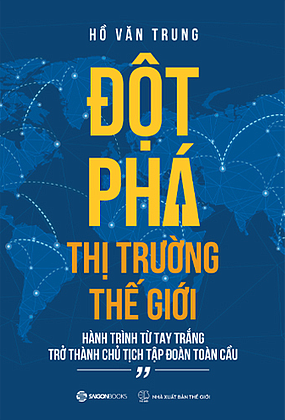 HỒ VĂN TRUNG
ĐỘT
PHÁ
THỊ TRƯỜNG
THẾ GIỚI
HÀNH TRÌNH TỪ TAY TRẮNG
TRỞ THÀNH CHỦ TỊCH TẬP ĐOÀN TOÀN CẦU
”
SAIGONBOOKS
NHÀ XUẤT BẢN THẾ GIỚI